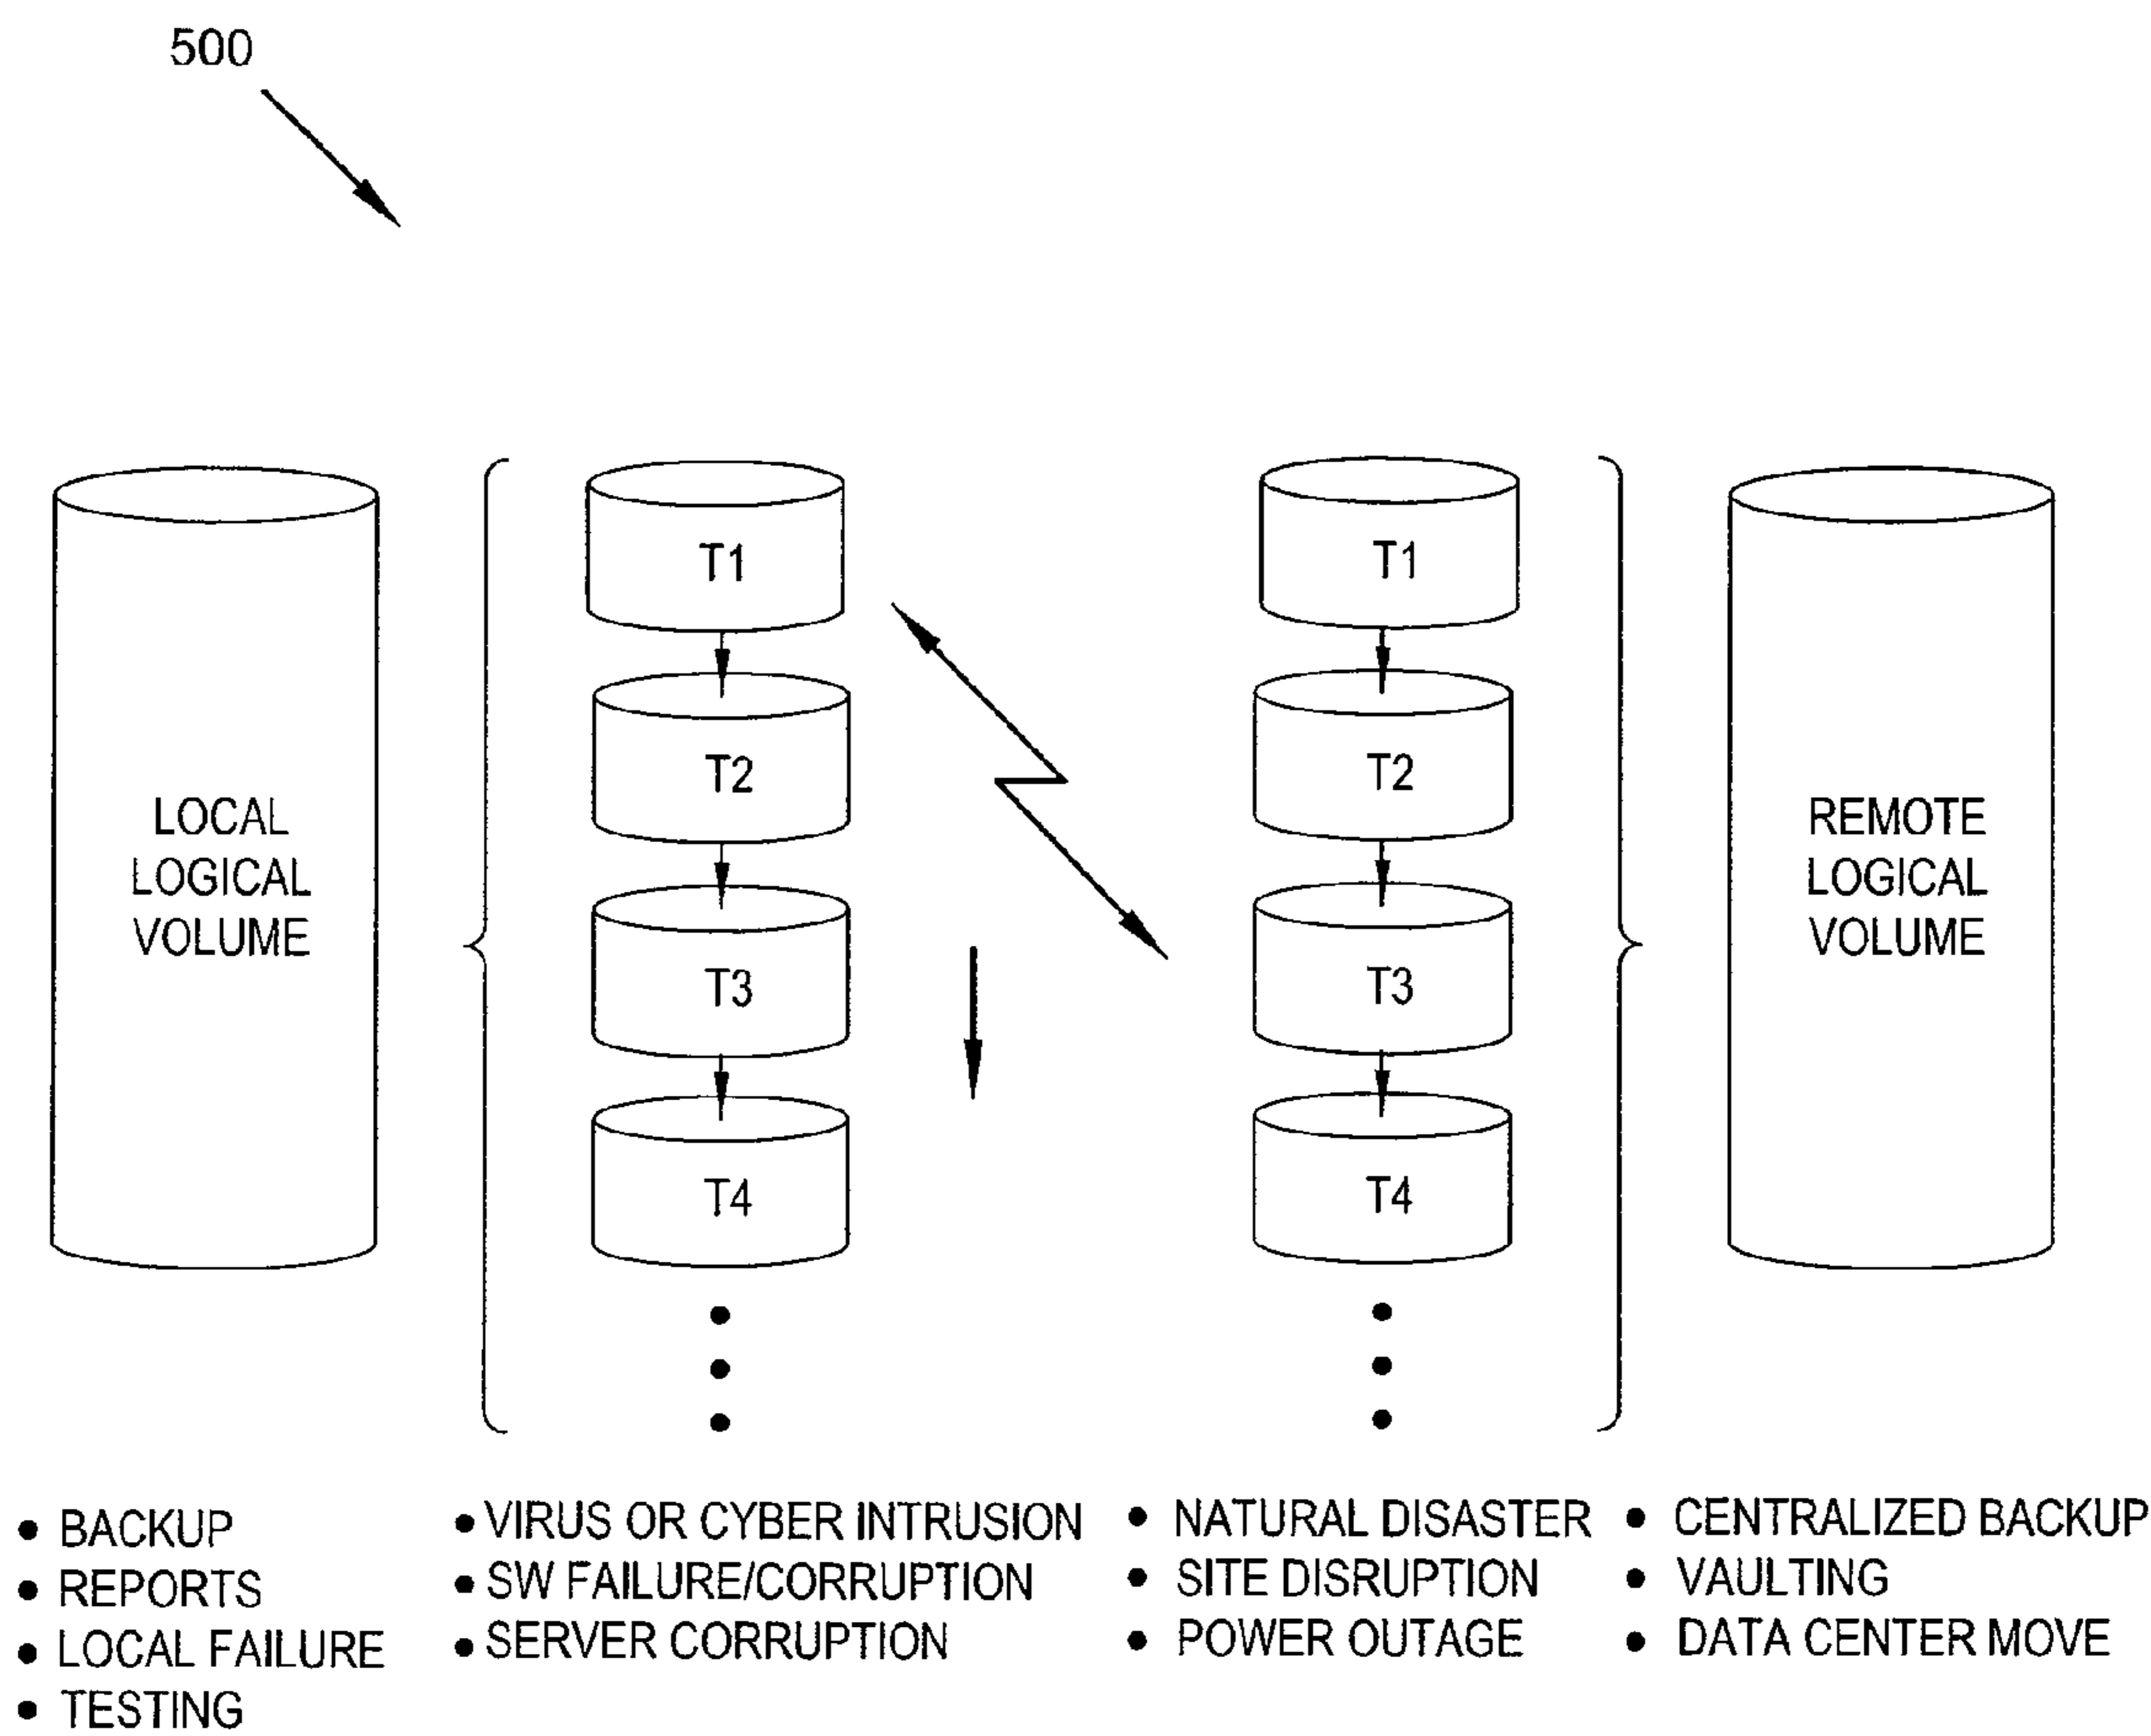 500
LOCAL
LOGICAL
VOLUME
T1
T2
T3
T4
T1
T2
T3
T4
REMOTE
LOGICAL
VOLUME
• BACKUP
• REPORTS
• LOCAL FAILURE
• TESTING
• VIRUS OR CYBER INTRUSION
• SW FAILURE/CORRUPTION
• SERVER CORRUPTION
• NATURAL DISASTER
• SITE DISRUPTION
• POWER OUTAGE
• CENTRALIZED BACKUP
• VAULTING
• DATA CENTER MOVE